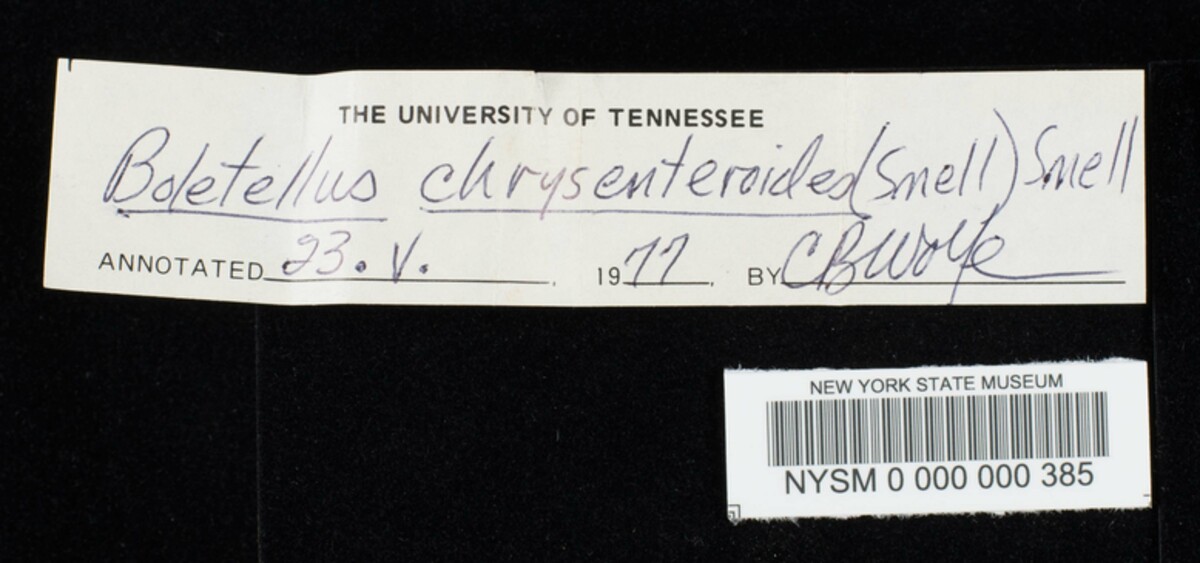 THE UNIVERSITY OF TENNESSEE
Boletellus chrysenteroides (Snell) Snell
ANNOTATED 23. V. 1977. BY CBWolfe
NEW YORK STATE MUSEUM
NYSM 0 000 000 385